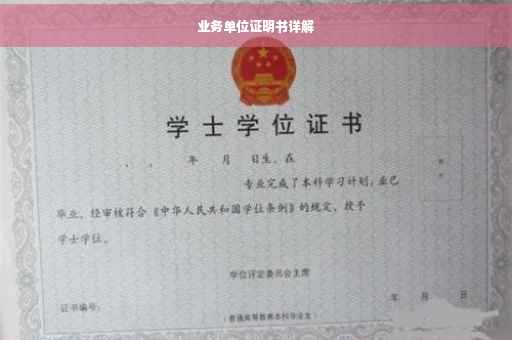 业务单位证明书详解
学士学位证书
年 月 日生。在
专业完成了本科学习计划，业已
毕业，经审核符合《中华人民共和国学位条例》的规定，授予
学士学位。
学位评定委员会主席
证书编号：
年 月 日
（普通高等教育本科毕业生）